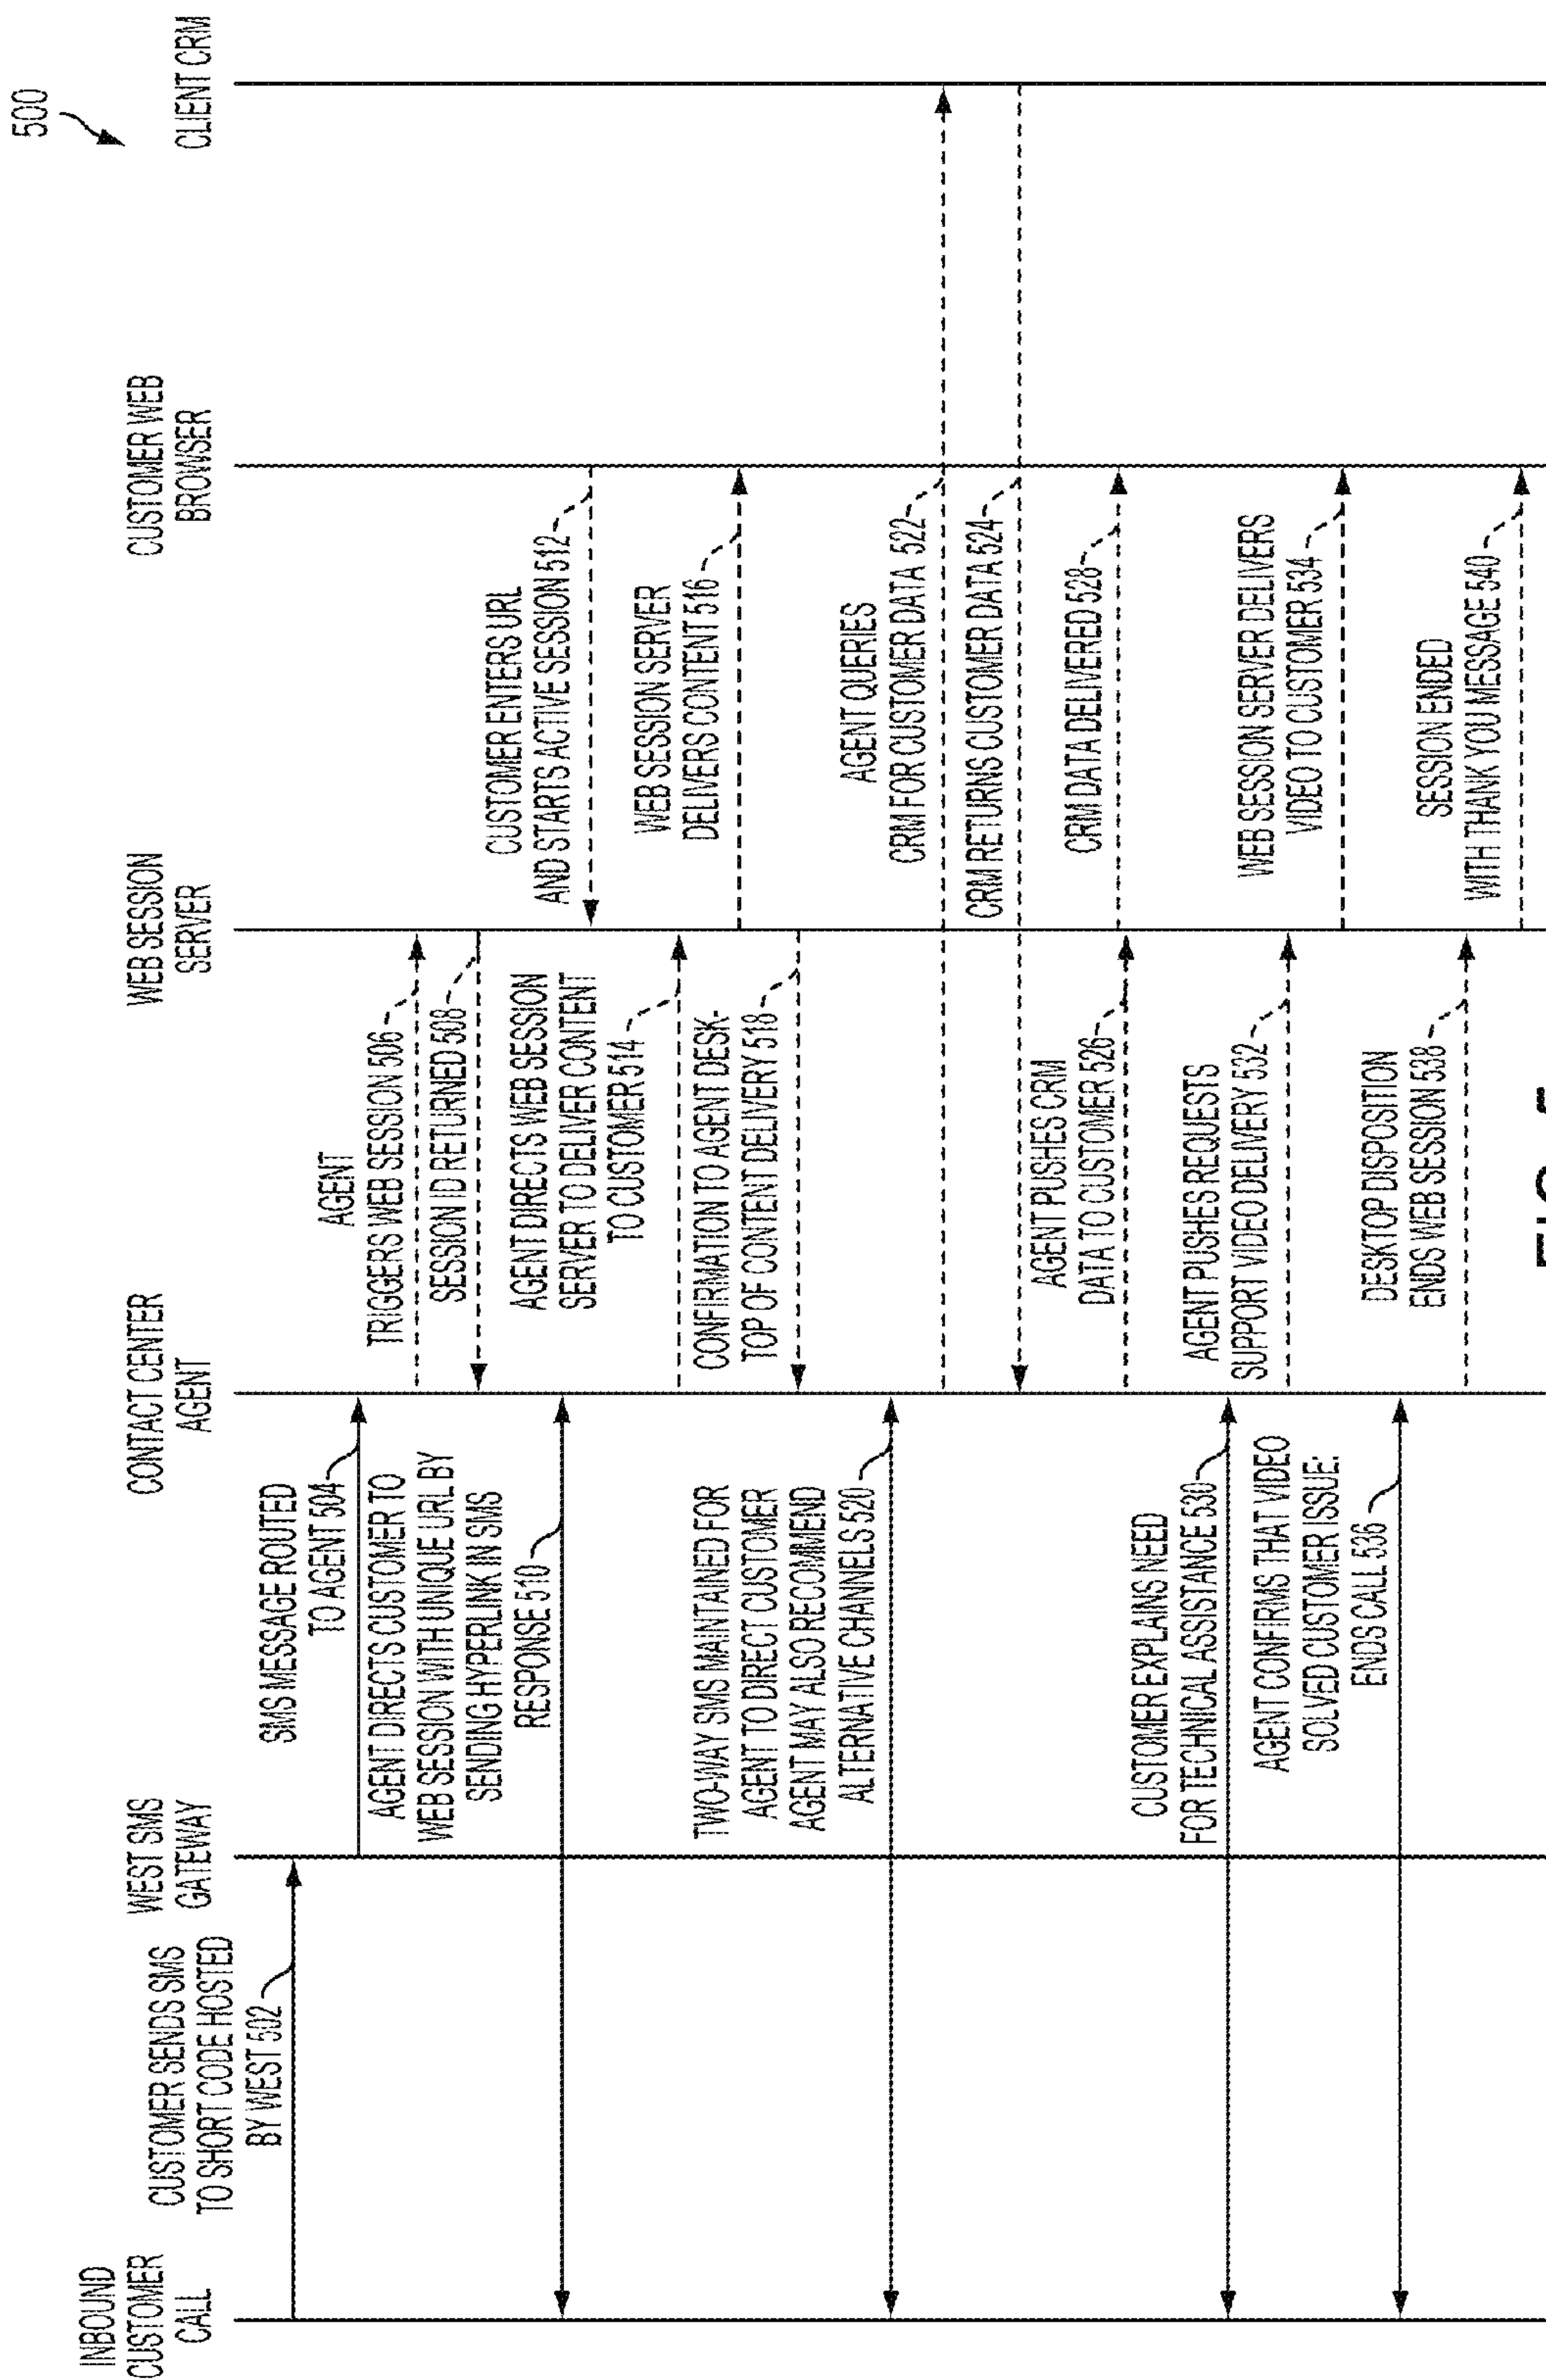 500
INBOUND
CUSTOMER
CALL
WEST SMS
GATEWAY
CONTACT CENTER
AGENT
WEB SESSION
SERVER
CUSTOMER WEB
BROWSER
CLIENT CRM
CUSTOMER SENDS SMS
TO SHORT CODE HOSTED
BY WEST 502
SMS MESSAGE ROUTED
TO AGENT 504
AGENT
TRIGGERS WEB SESSION 506
SESSION ID RETURNED 508
AGENT DIRECTS CUSTOMER TO
WEB SESSION WITH UNIQUE URL BY
SENDING HYPERLINK IN SMS
RESPONSE 510
CUSTOMER ENTERS URL
AND STARTS ACTIVE SESSION 512
AGENT DIRECTS WEB SESSION
SERVER TO DELIVER CONTENT
TO CUSTOMER 514
WEB SESSION SERVER
DELIVERS CONTENT 516
CONFIRMATION TO AGENT DESK-
TOP OF CONTENT DELIVERY 518
TWO-WAY SMS MAINTAINED FOR
AGENT TO DIRECT CUSTOMER
AGENT MAY ALSO RECOMMEND
ALTERNATIVE CHANNELS 520
AGENT QUERIES
CRM FOR CUSTOMER DATA 522
CRM RETURNS CUSTOMER DATA 524
AGENT PUSHES CRM
DATA TO CUSTOMER 526
CRM DATA DELIVERED 528
CUSTOMER EXPLAINS NEED
FOR TECHNICAL ASSISTANCE 530
AGENT PUSHES REQUESTS
SUPPORT VIDEO DELIVERY 532
WEB SESSION SERVER DELIVERS
VIDEO TO CUSTOMER 534
AGENT CONFIRMS THAT VIDEO
SOLVED CUSTOMER ISSUE:
ENDS CALL 536
DESKTOP DISPOSITION
ENDS WEB SESSION 538
SESSION ENDED
WITH THANK YOU MESSAGE 540